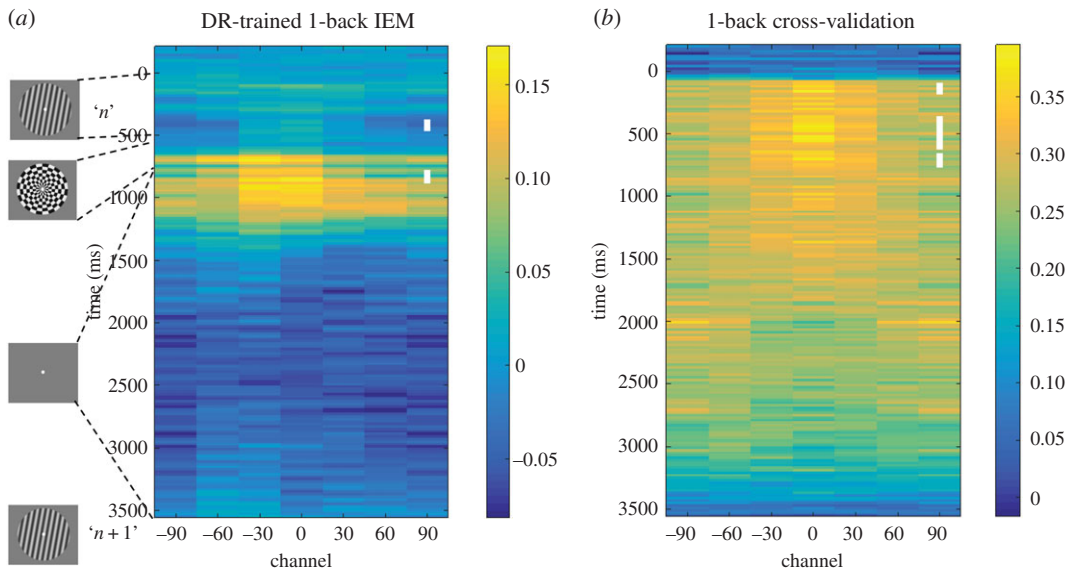 (a)
DR-trained 1-back IEM
(b)
1-back cross-validation
'n'
'n + 1'
time (ms)
0
500
1000
1500
2000
2500
3000
3500
−90 −60 −30 0 30 60 90
channel
0.15
0.10
0.05
0
−0.05
time (ms)
0
500
1000
1500
2000
2500
3000
3500
−90 −60 −30 0 30 60 90
channel
0.35
0.30
0.25
0.20
0.15
0.10
0.05
0